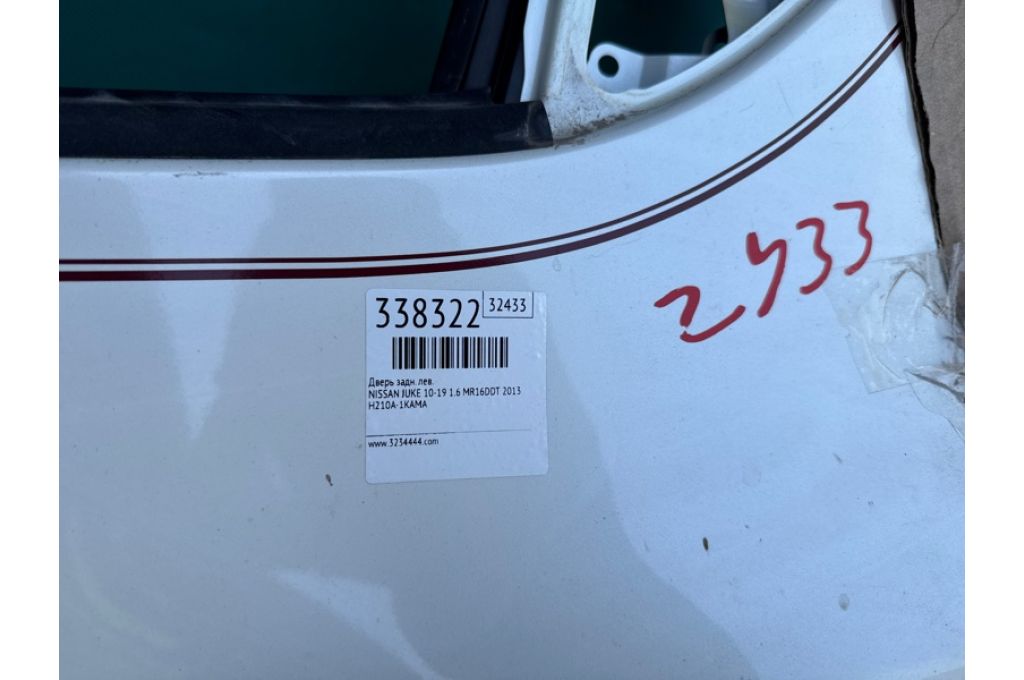 2433
338322
32433
Дверь задн. лев.
NISSAN JUKE 10-19 1.6 MR16DDT 2013
H210A-1KAMA
www.3234444.com